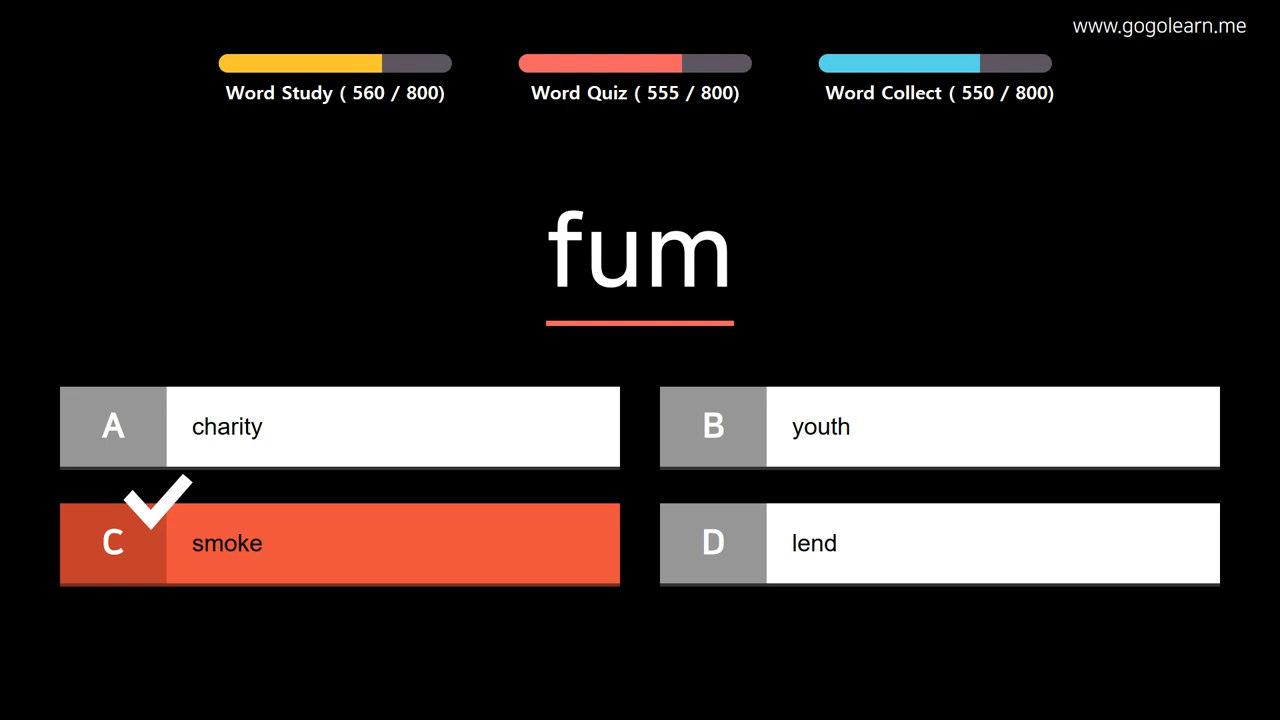 www.gogolearn.me
Word Study ( 560 / 800)
Word Quiz ( 555 / 800)
Word Collect ( 550 / 800)
fum
A charity
B youth
C smoke
D lend